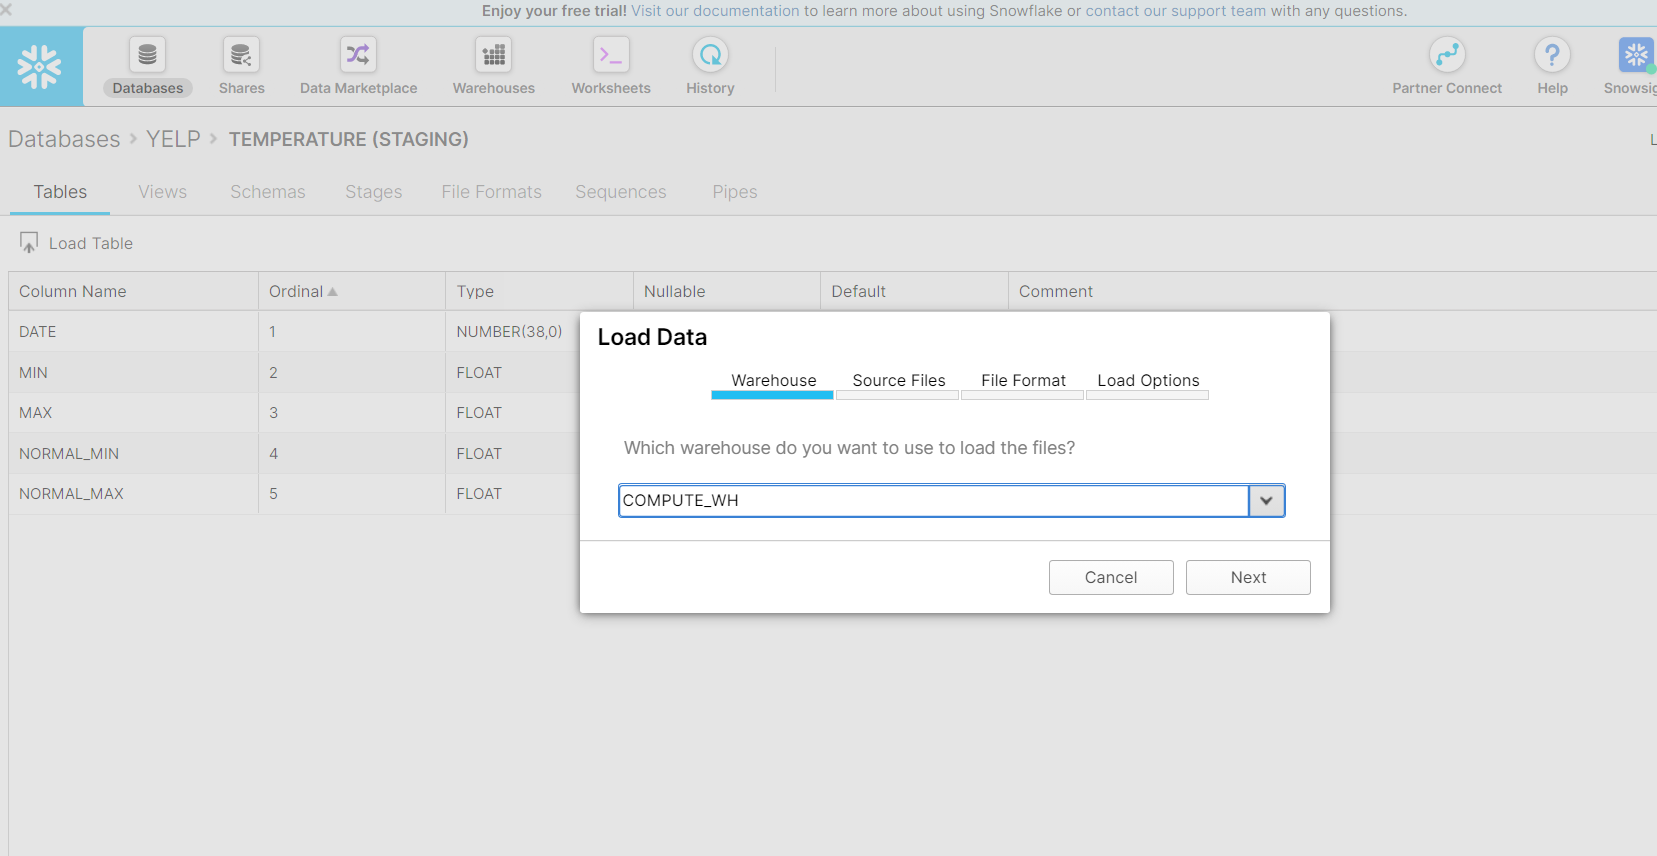 Enjoy your free trial! Visit our documentation to learn more about using Snowflake or contact our support team with any questions.
Databases Shares Data Marketplace Warehouses Worksheets History Partner Connect Help Snowsig
Databases > YELP > TEMPERATURE (STAGING)
Tables Views Schemas Stages File Formats Sequences Pipes
Load Table
Column Name Ordinal Type Nullable Default Comment
DATE 1 NUMBER(38,0)
MIN 2 FLOAT
MAX 3 FLOAT
NORMAL_MIN 4 FLOAT
NORMAL_MAX 5 FLOAT
Load Data
Warehouse Source Files File Format Load Options
Which warehouse do you want to use to load the files?
COMPUTE_WH
Cancel Next